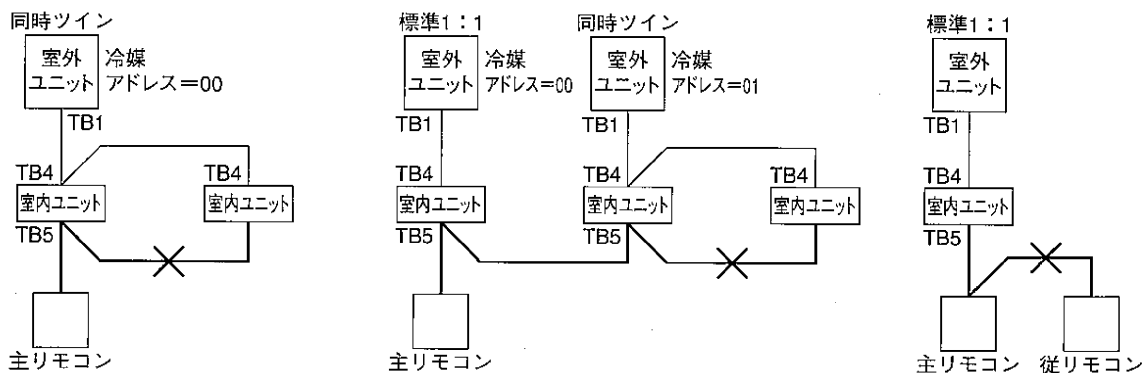 同時ツイン
室外
ユニット
冷媒
アドレス=00
TB1
TB4
TB4
室内ユニット
室内ユニット
TB5
主リモコン
標準1:1
同時ツイン
室外
ユニット
冷媒
アドレス=00
室外
ユニット
冷媒
アドレス=01
TB1
TB1
TB4
TB4
TB4
室内ユニット
室内ユニット
室内ユニット
TB5
TB5
主リモコン
標準1:1
室外
ユニット
TB1
TB4
室内ユニット
TB5
主リモコン
従リモコン